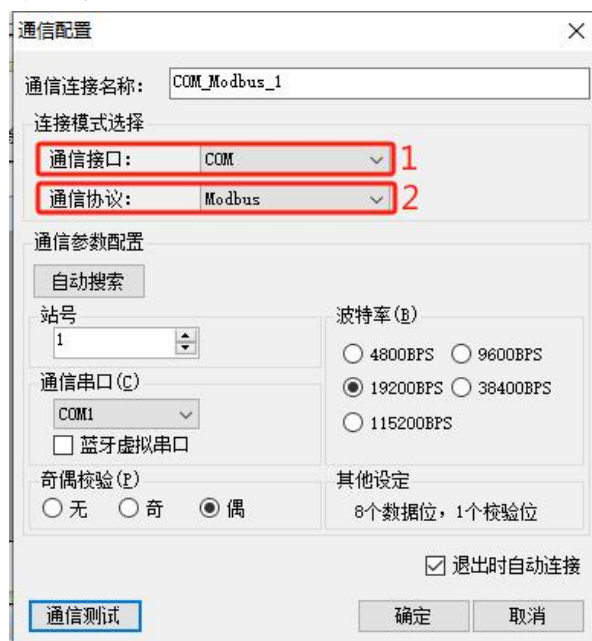 通信配置
通信连接名称： COM_Modbus_1
连接模式选择
通信接口： COM 1
通信协议： Modbus 2
通信参数配置
自动搜索
站号
1
通信串口(C)
COM1
蓝牙虚拟串口
奇偶校验(P)
无 奇 偶
波特率(B)
4800BPS 9600BPS
19200BPS 38400BPS
115200BPS
其他设定
8个数据位，1个校验位
退出时自动连接
通信测试 确定 取消